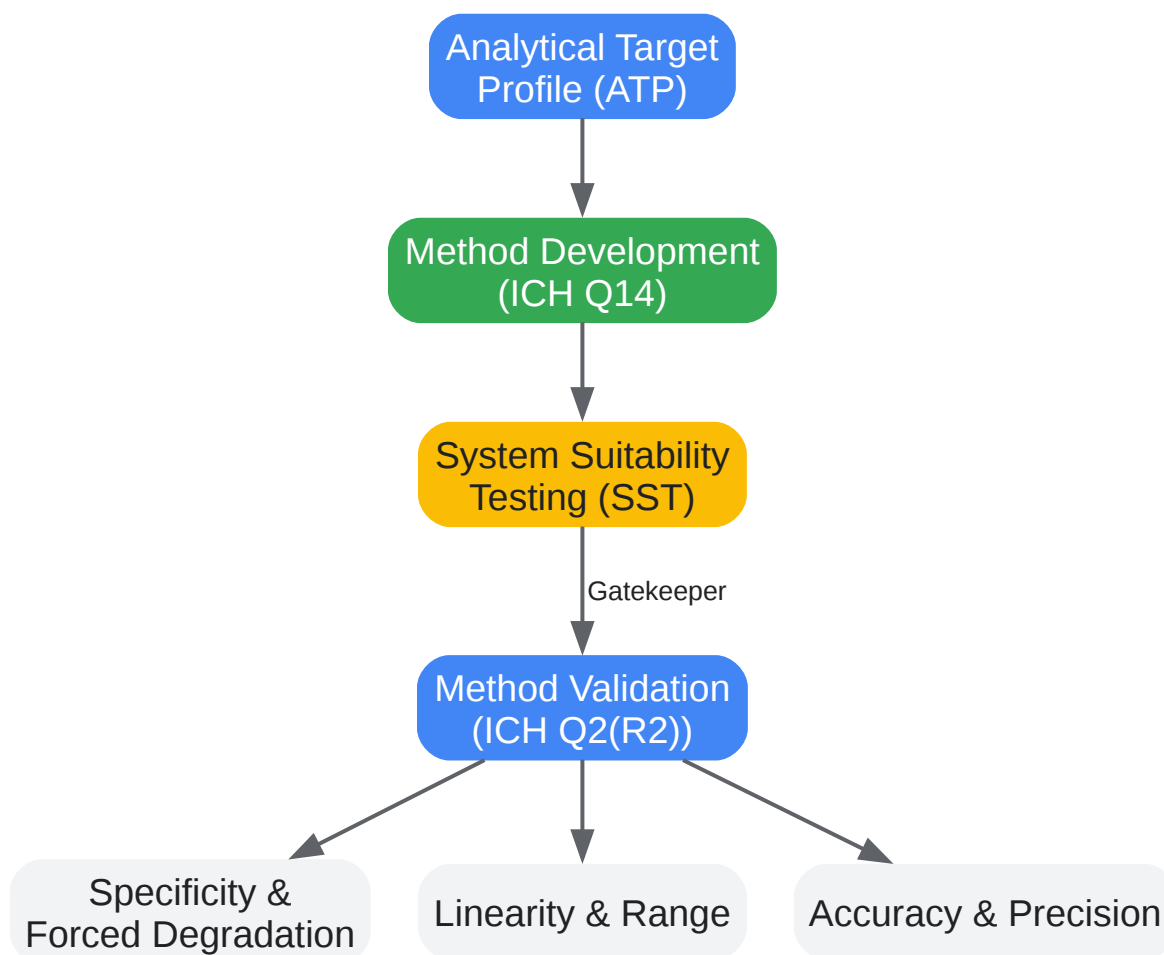 Analytical Target
Profile (ATP)
Method Development
(ICH Q14)
System Suitability
Testing (SST)
Gatekeeper
Method Validation
(ICH Q2(R2))
Specificity &
Forced Degradation
Linearity & Range
Accuracy & Precision